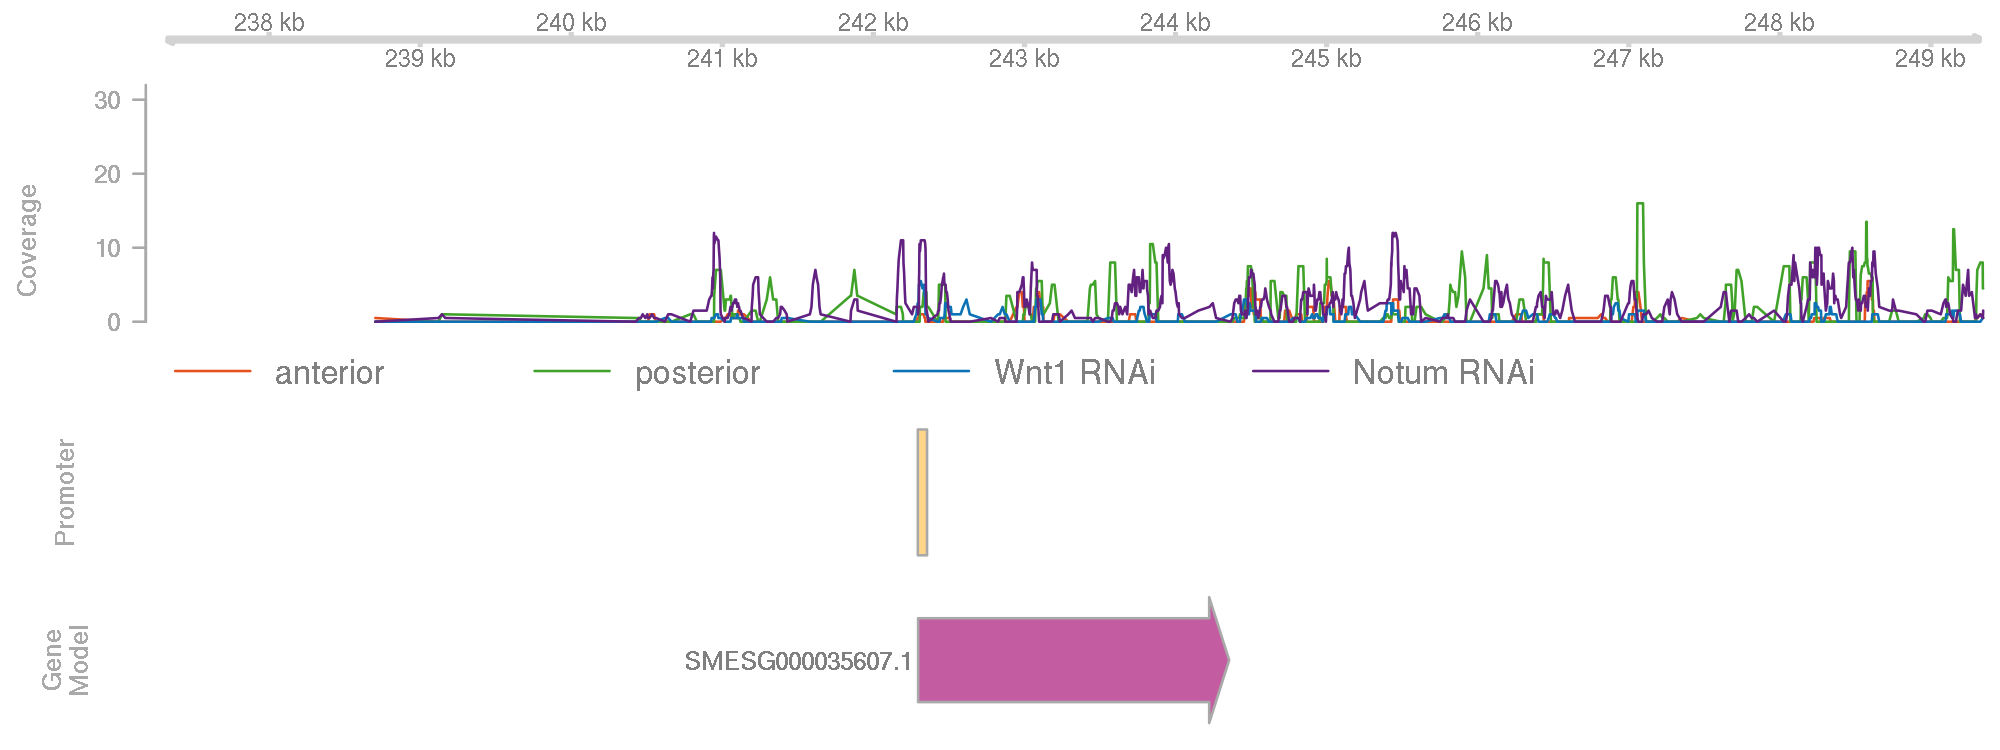 238 kb 240 kb 242 kb 244 kb 246 kb 248 kb
239 kb 241 kb 243 kb 245 kb 247 kb 249 kb
30
20
10
0
Coverage
anterior posterior Wnt1 RNAi Notum RNAi
Promoter
Gene
Model
SMESG000035607.1